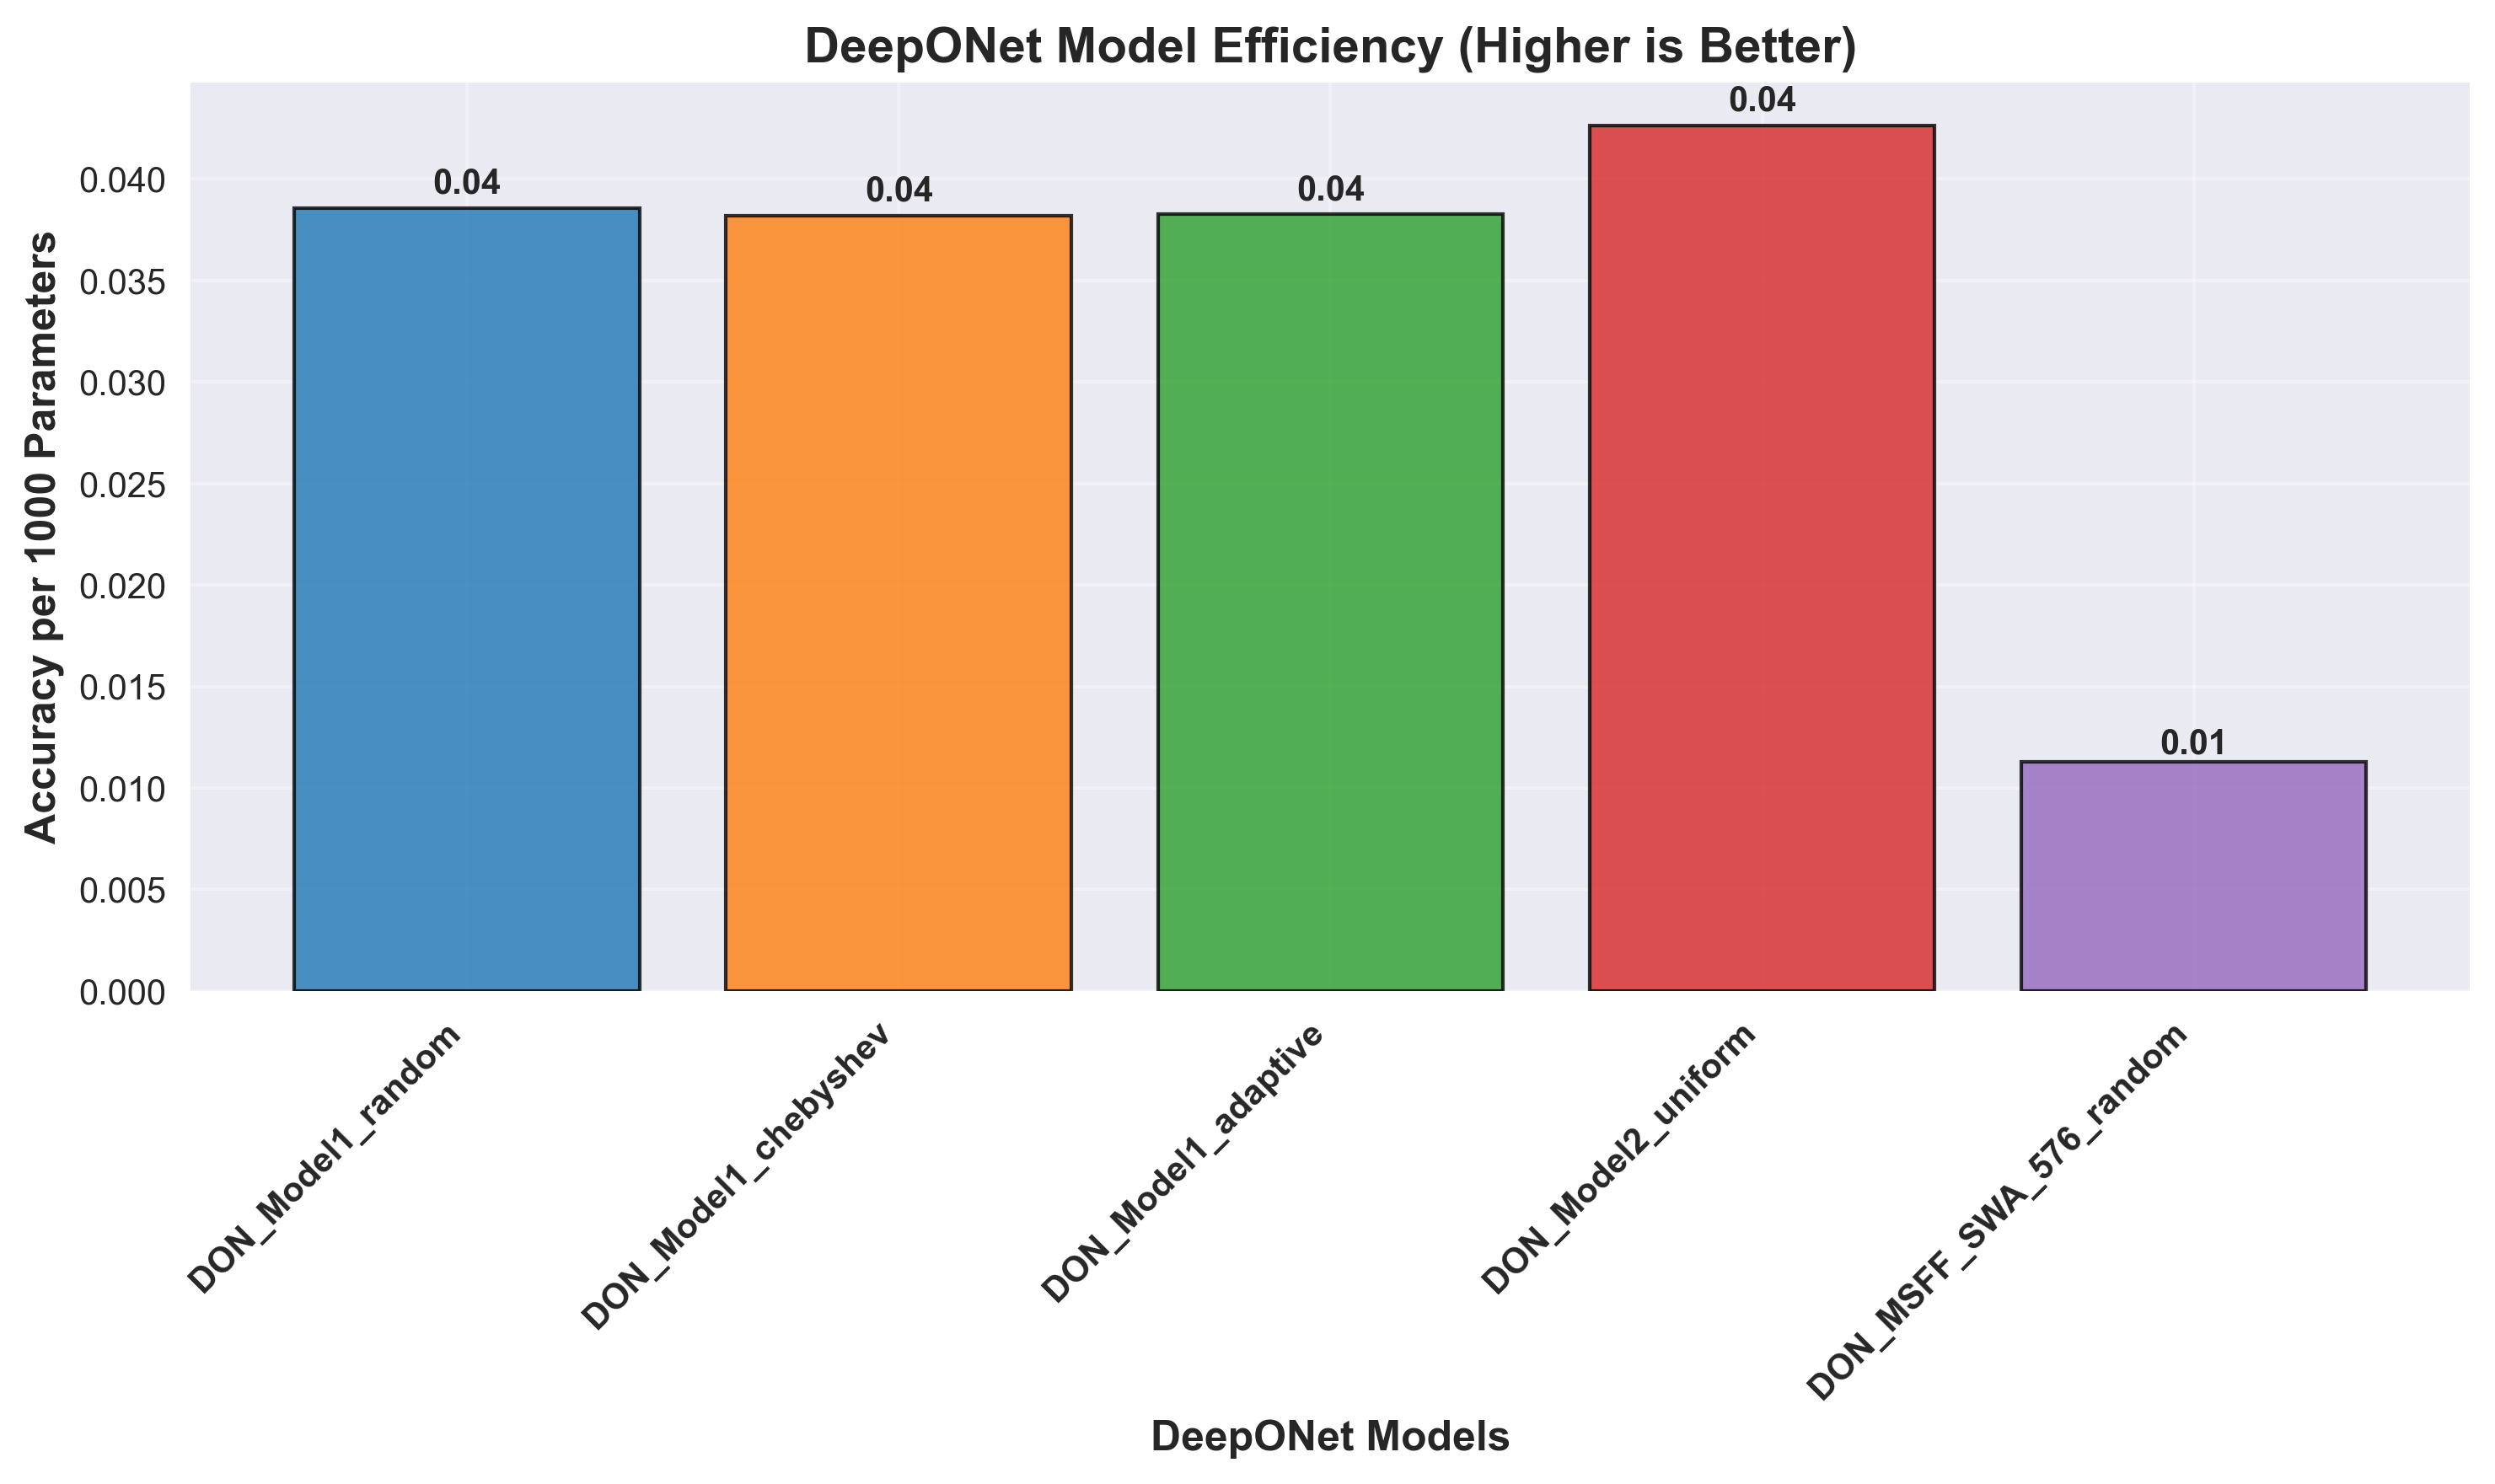 DeepONet Model Efficiency (Higher is Better)
Accuracy per 1000 Parameters
0.040
0.035
0.030
0.025
0.020
0.015
0.010
0.005
0.000
0.04
0.04
0.04
0.04
0.01
DON_Model1_random
DON_Model1_chebyshev
DON_Model1_adaptive
DON_Model2_uniform
DON_MSFF_SWA_576_random
DeepONet Models